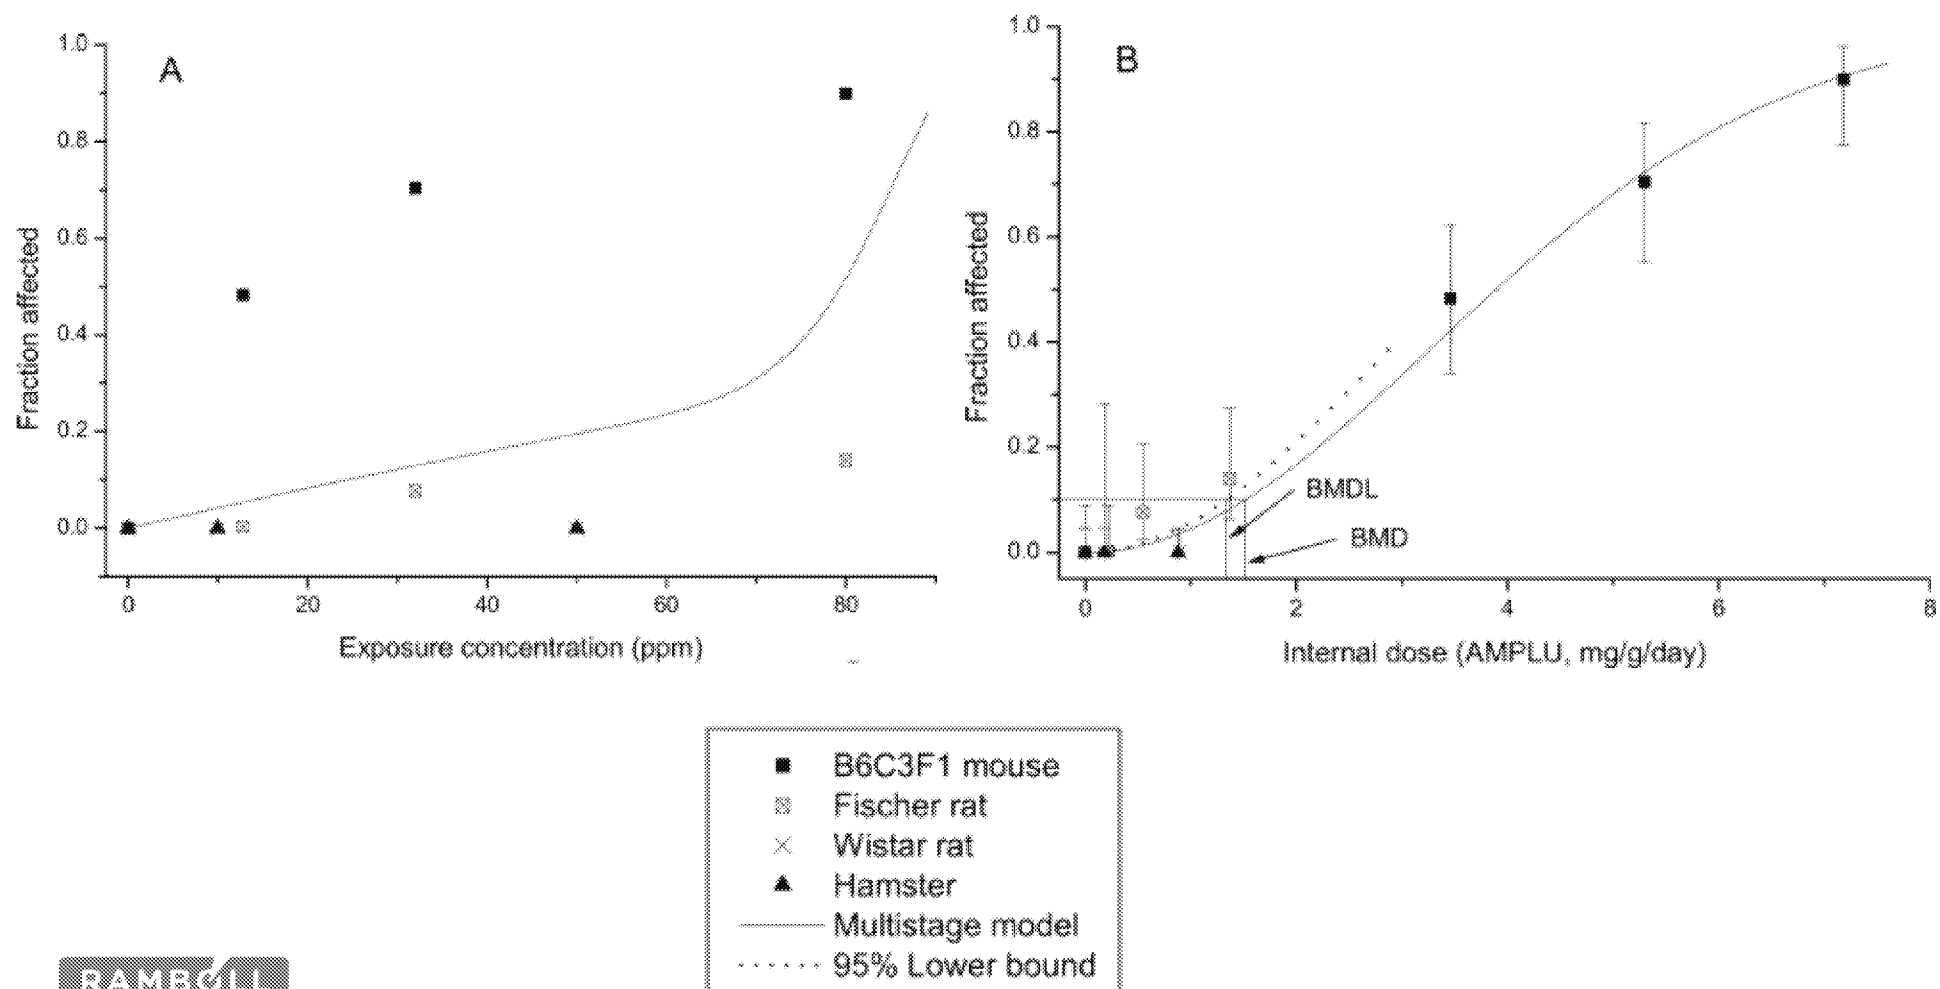 A
1.0
0.8
0.6
0.4
0.2
0.0
Fraction affected
0 20 40 60 80
Exposure concentration (ppm)
B
1.0
0.8
0.6
0.4
0.2
0.0
Fraction affected
BMDL
BMD
0 2 4 6 8
Internal dose (AMPLU, mg/g/day)
B6C3F1 mouse
Fischer rat
Wistar rat
Hamster
Multistage model
95% Lower bound
RAMBOLL